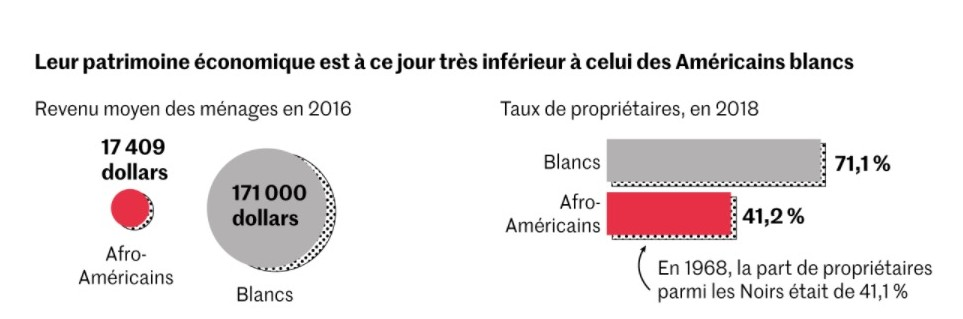 Leur patrimoine économique est à ce jour très inférieur à celui des Américains blancs
Revenu moyen des ménages en 2016
17 409
dollars
171 000
dollars
Afro-
Américains
Blancs
Taux de propriétaires, en 2018
Blancs
71,1 %
Afro-
Américains
41,2 %
En 1968, la part de propriétaires
parmi les Noirs était de 41,1 %